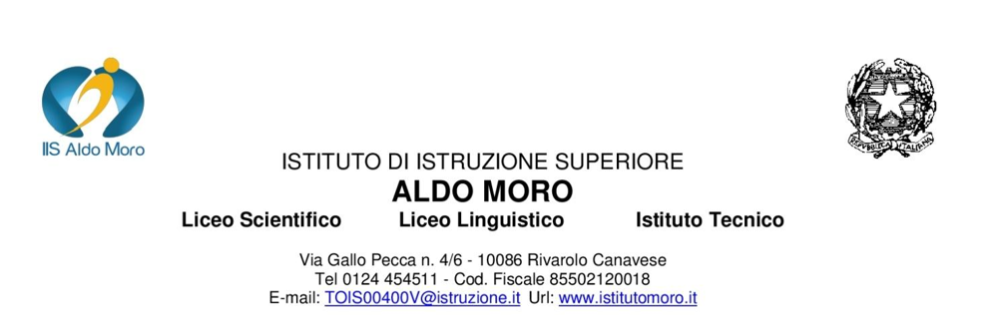 IIS Aldo Moro
REPVBBLICA ITALIANA
ISTITUTO DI ISTRUZIONE SUPERIORE
ALDO MORO
Liceo Scientifico Liceo Linguistico Istituto Tecnico
Via Gallo Pecca n. 4/6 - 10086 Rivarolo Canavese
Tel 0124 454511 - Cod. Fiscale 85502120018
E-mail: TOIS00400V@istruzione.it Url: www.istitutomoro.it